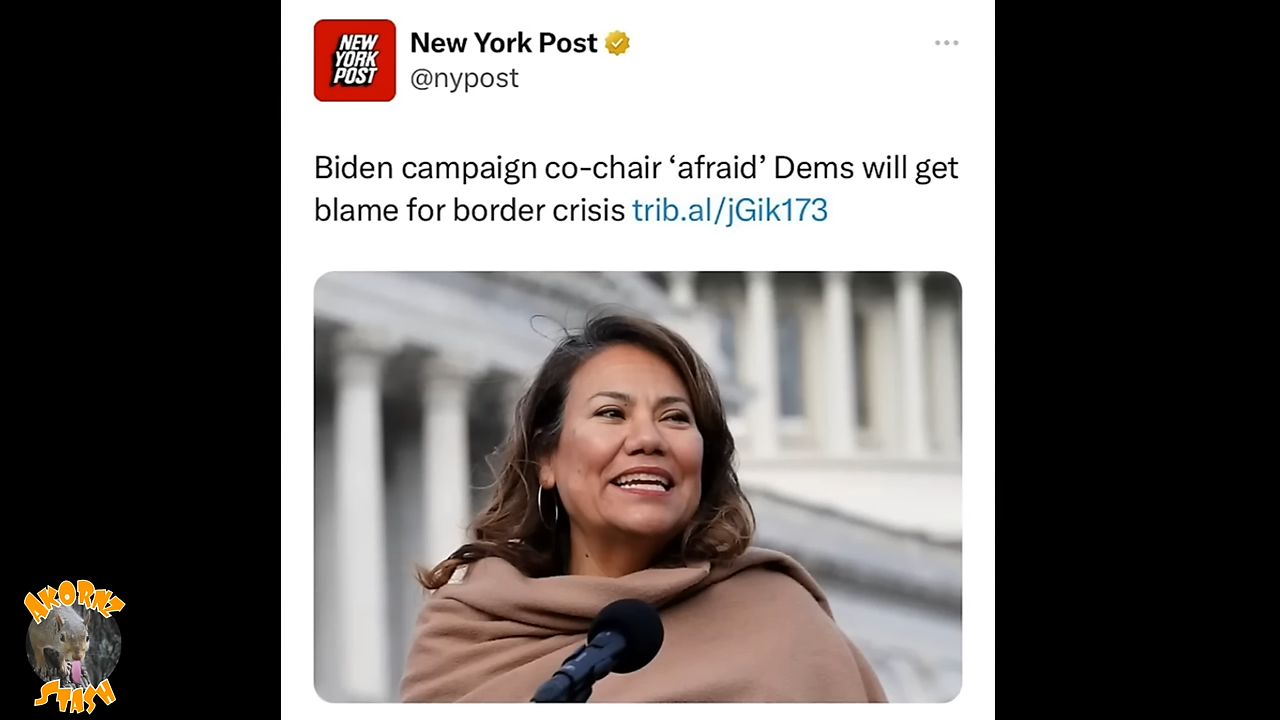 NEW
YORK
POST
New York Post
@nypost
Biden campaign co-chair ‘afraid’ Dems will get
blame for border crisis trib.al/jGik173
AKORNZ
STASH